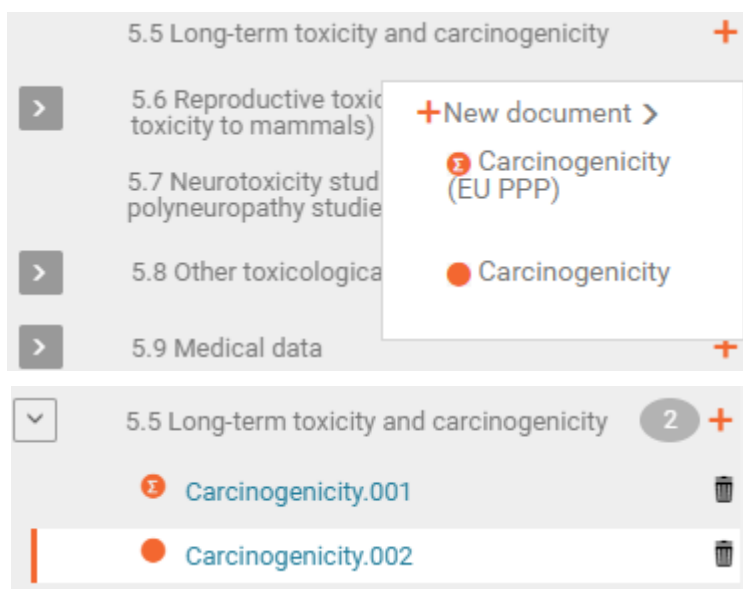 5.5 Long-term toxicity and carcinogenicity
5.6 Reproductive
toxicity to mammals)
5.7 Neurotoxicity stud
polyneuropathy studie
5.8 Other toxicologica
5.9 Medical data
New document >
Σ Carcinogenicity
(EU PPP)
Carcinogenicity
5.5 Long-term toxicity and carcinogenicity 2
Σ Carcinogenicity.001
Carcinogenicity.002